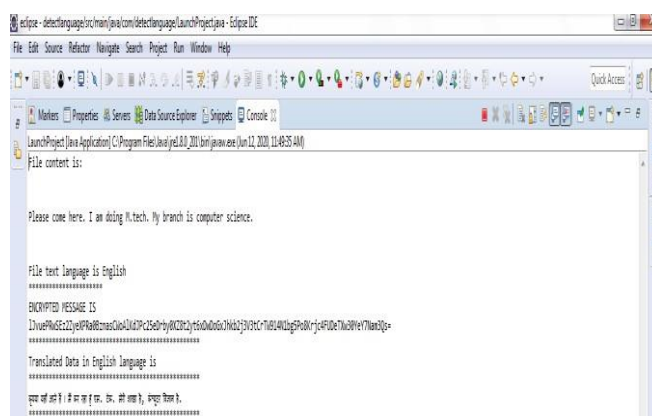 eclipse - detectlanguage/src/main/java/com/detectlanguage/LaunchProject.java - Eclipse IDE
File Edit Source Refactor Navigate Search Project Run Window Help
Quick Access
Markers Properties Servers Data Source Explorer Snippets Console
LaunchProject [Java Application] C:\Program Files\Java\jre1.8.0_201\bin\javaw.exe (Jun 12, 2020, 11:49:35 AM)
File content is:
Please come here. I am doing M.tech. My branch is computer science.
File text language is English
**********************
ENCRYPTED MESSAGE IS
***************************************************
Translated Data in English language is
***************************************************
***************************************************